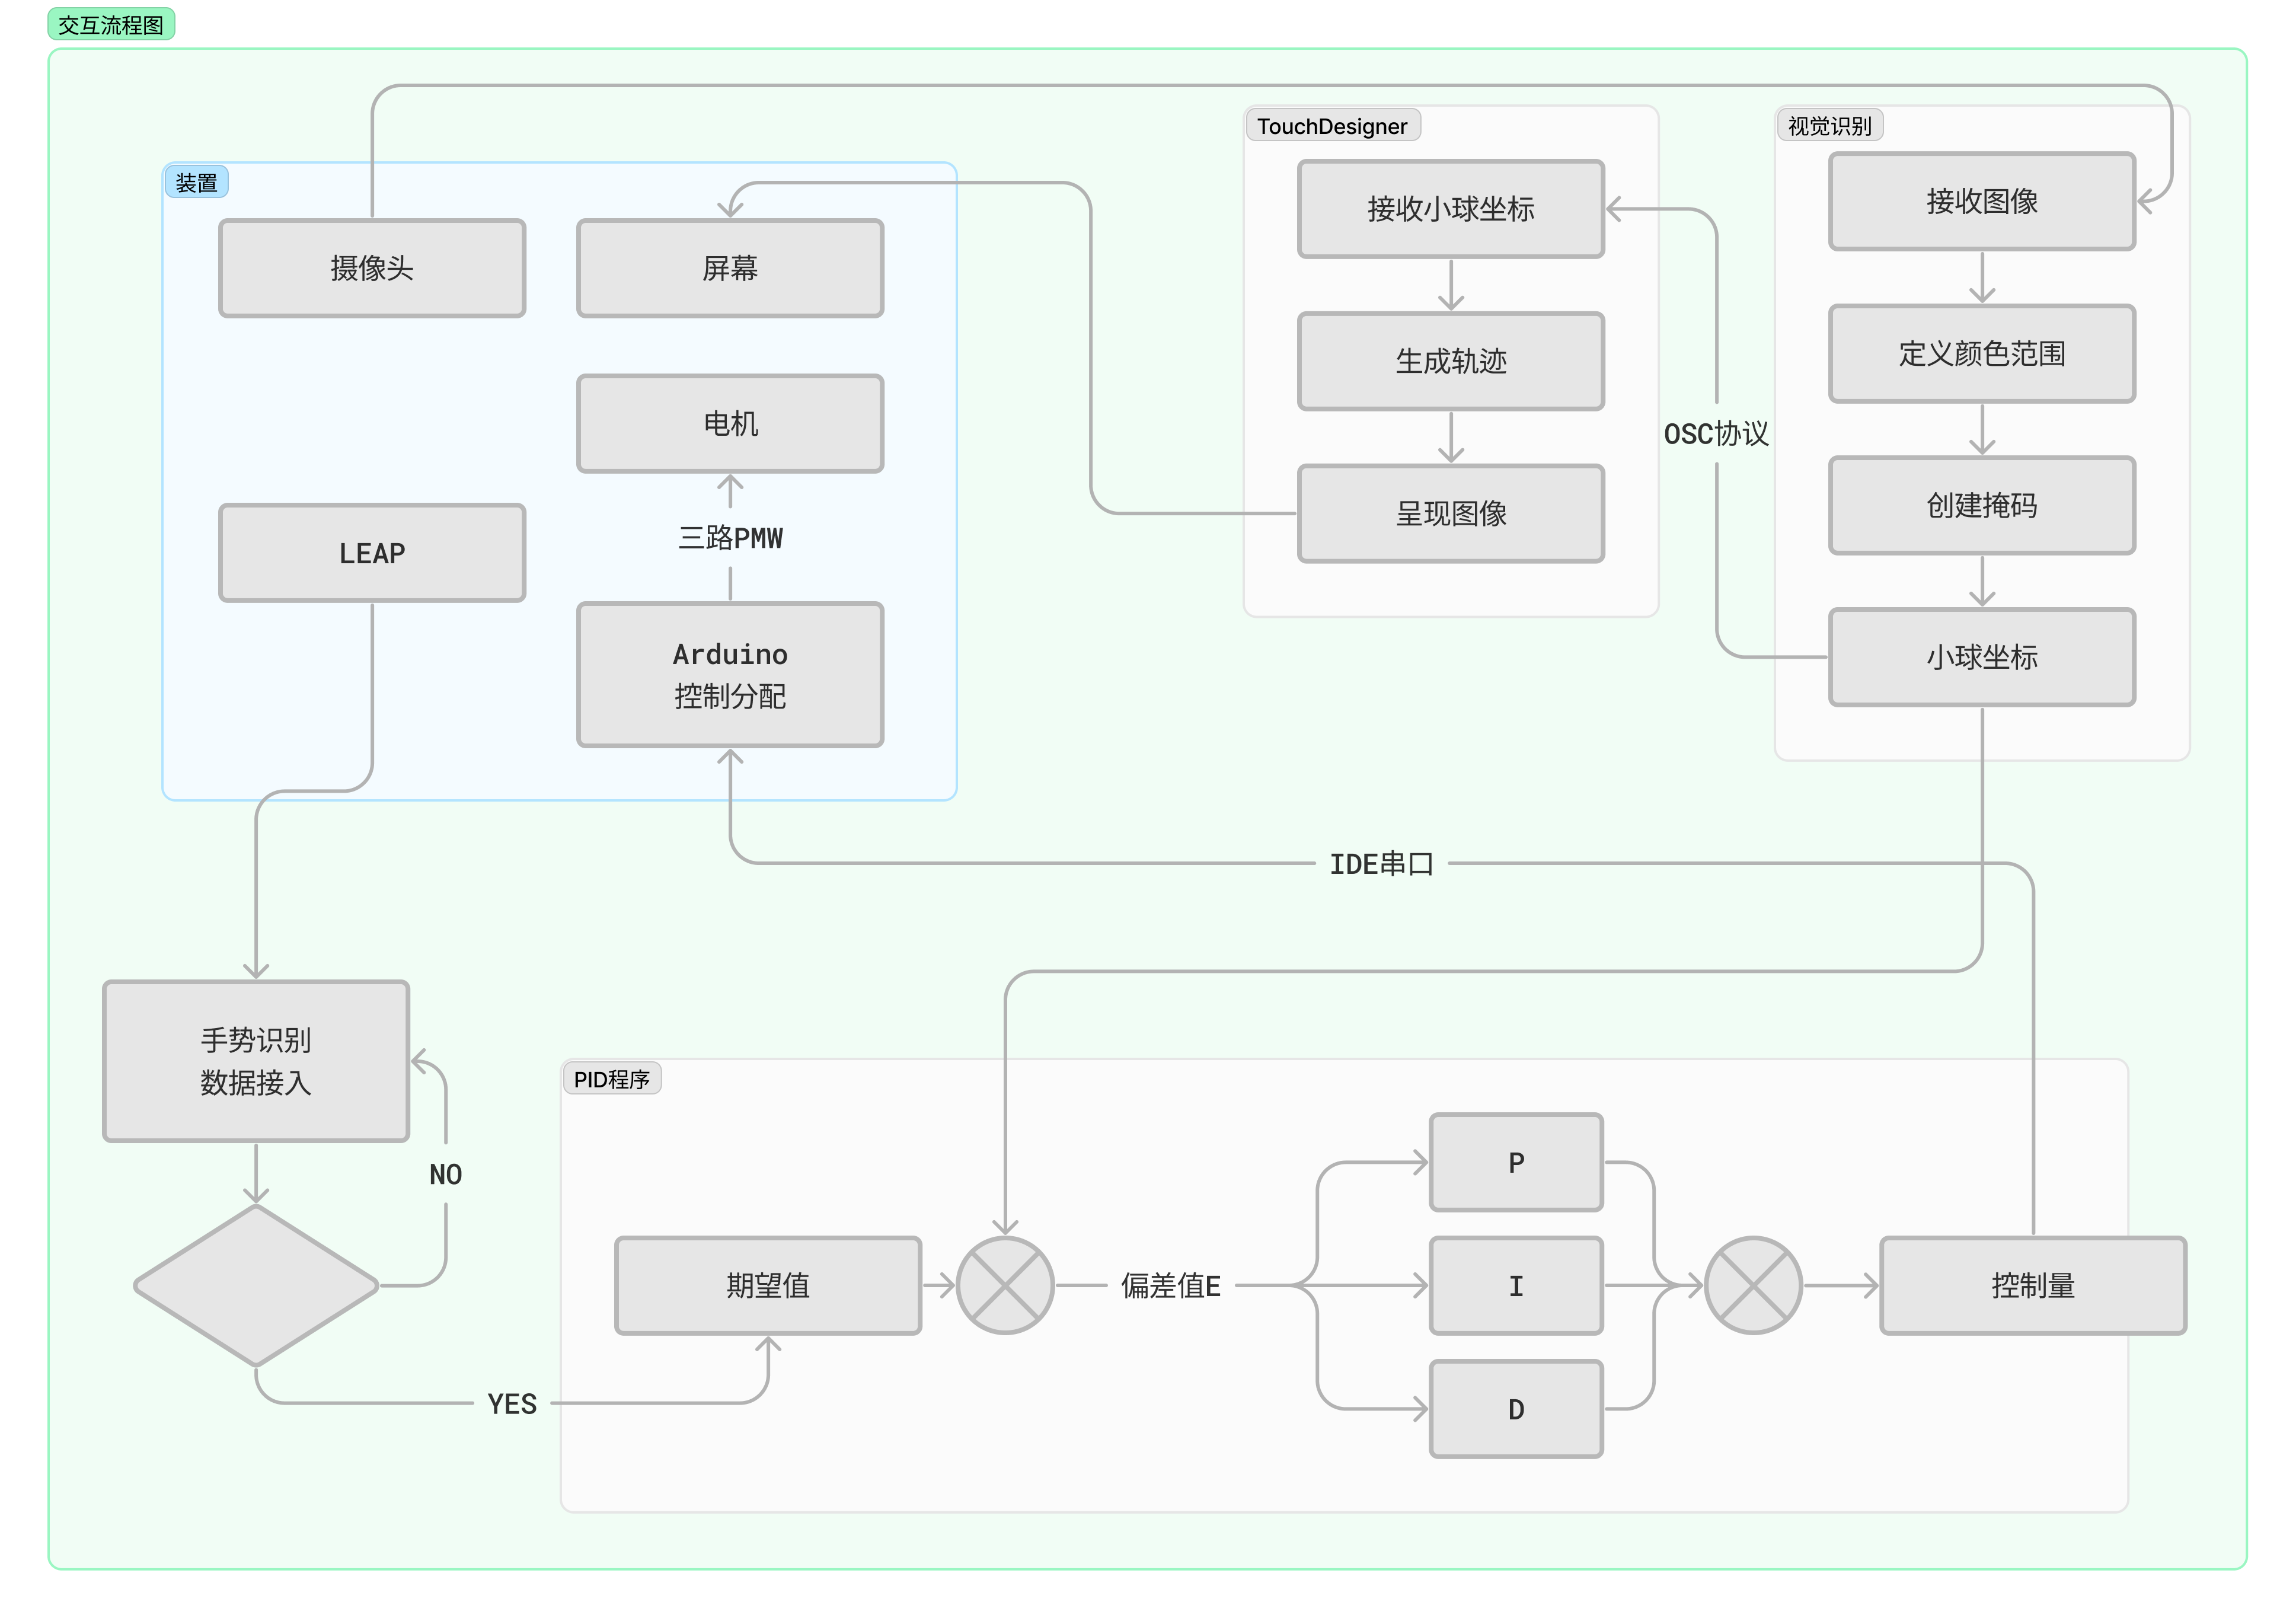 交互流程图
TouchDesigner
视觉识别
装置
接收小球坐标
接收图像
摄像头
屏幕
生成轨迹
定义颜色范围
电机
OSC协议
呈现图像
创建掩码
LEAP
三路PMW
Arduino
控制分配
小球坐标
IDE串口
手势识别
数据接入
PID程序
NO
P
期望值
偏差值E
I
控制量
YES
D